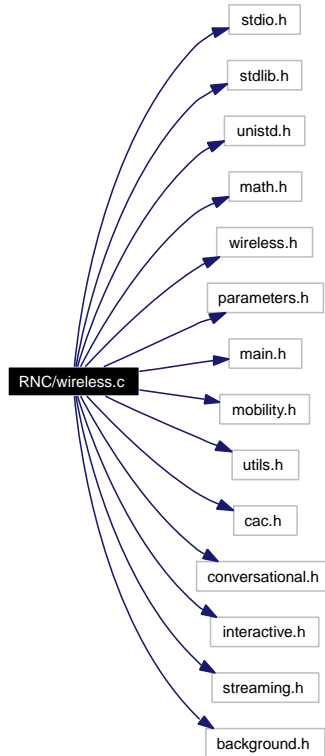 stdio.h
stdlib.h
unistd.h
math.h
wireless.h
parameters.h
main.h
RNC/wireless.c
mobility.h
utils.h
cac.h
conversational.h
interactive.h
streaming.h
background.h